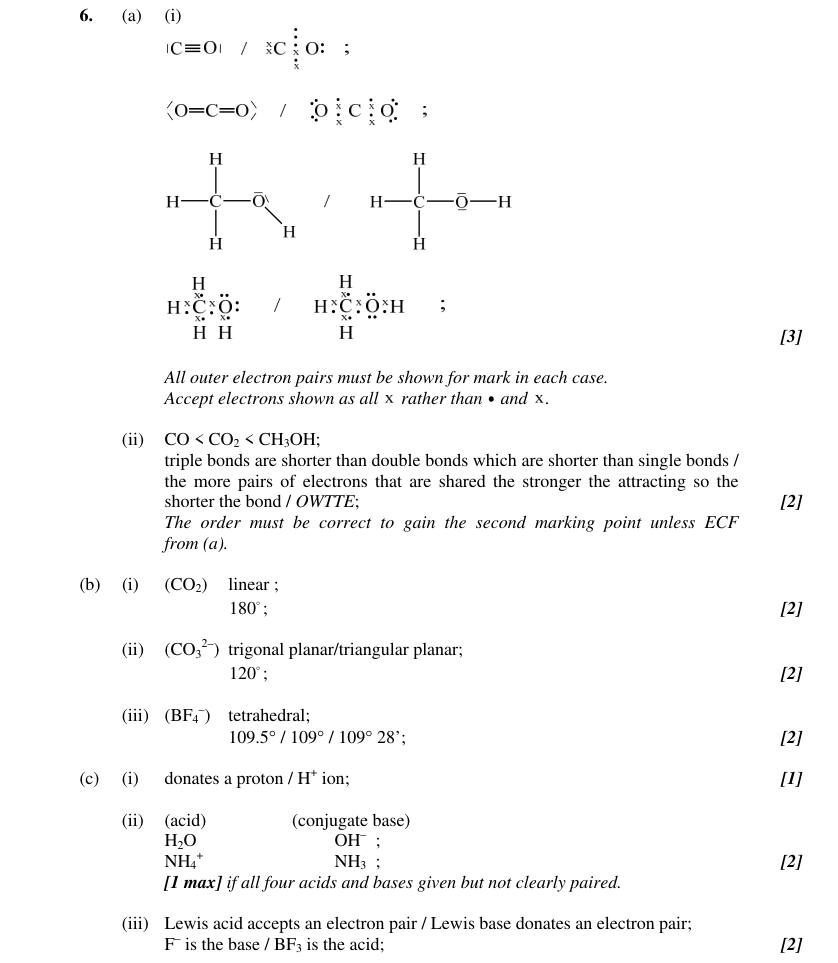 6. (a) (i)
|C≡O| / ××C⋮×O: ;
⟨O=C=O⟩ / :Ö⋮×C⋮×Ö: ;
H H
H—C—O̅\ / H—C—O̲̅—H
H
H H
H H
H×•C×•Ö: / H×•C×•Ö×•H ;
H H H
[3]
All outer electron pairs must be shown for mark in each case.
Accept electrons shown as all x rather than • and x.
(ii) CO < CO₂ < CH₃OH;
triple bonds are shorter than double bonds which are shorter than single bonds /
the more pairs of electrons that are shared the stronger the attracting so the
shorter the bond / OWTTE; [2]
The order must be correct to gain the second marking point unless ECF
from (a).
(b) (i) (CO₂) linear ;
180°; [2]
(ii) (CO₃²⁻) trigonal planar/triangular planar;
120°; [2]
(iii) (BF₄⁻) tetrahedral;
109.5° / 109° / 109° 28’; [2]
(c) (i) donates a proton / H⁺ ion; [1]
(ii) (acid) (conjugate base)
H₂O OH⁻ ;
NH₄⁺ NH₃ ; [2]
[1 max] if all four acids and bases given but not clearly paired.
(iii) Lewis acid accepts an electron pair / Lewis base donates an electron pair;
F⁻ is the base / BF₃ is the acid; [2]